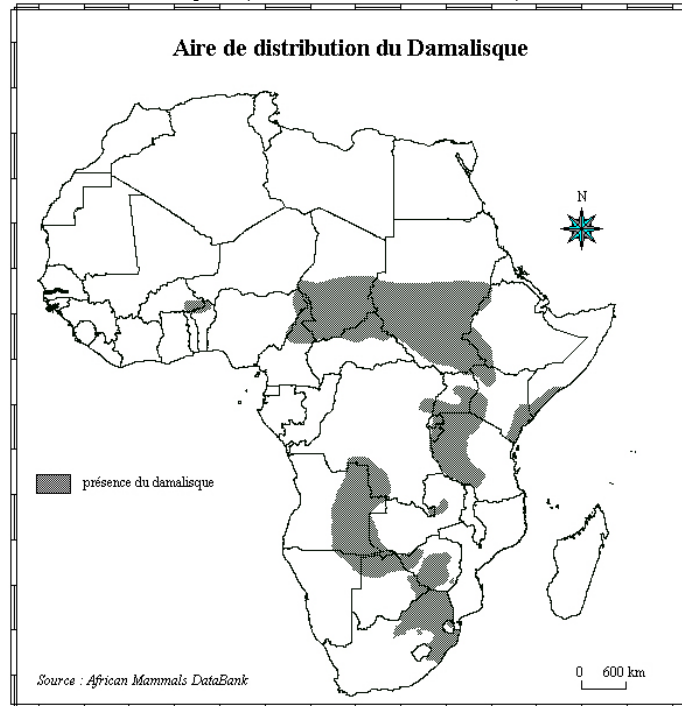 Aire de distribution du Damalisque
N
présence du damalisque
Source : African Mammals DataBank
0 600 km